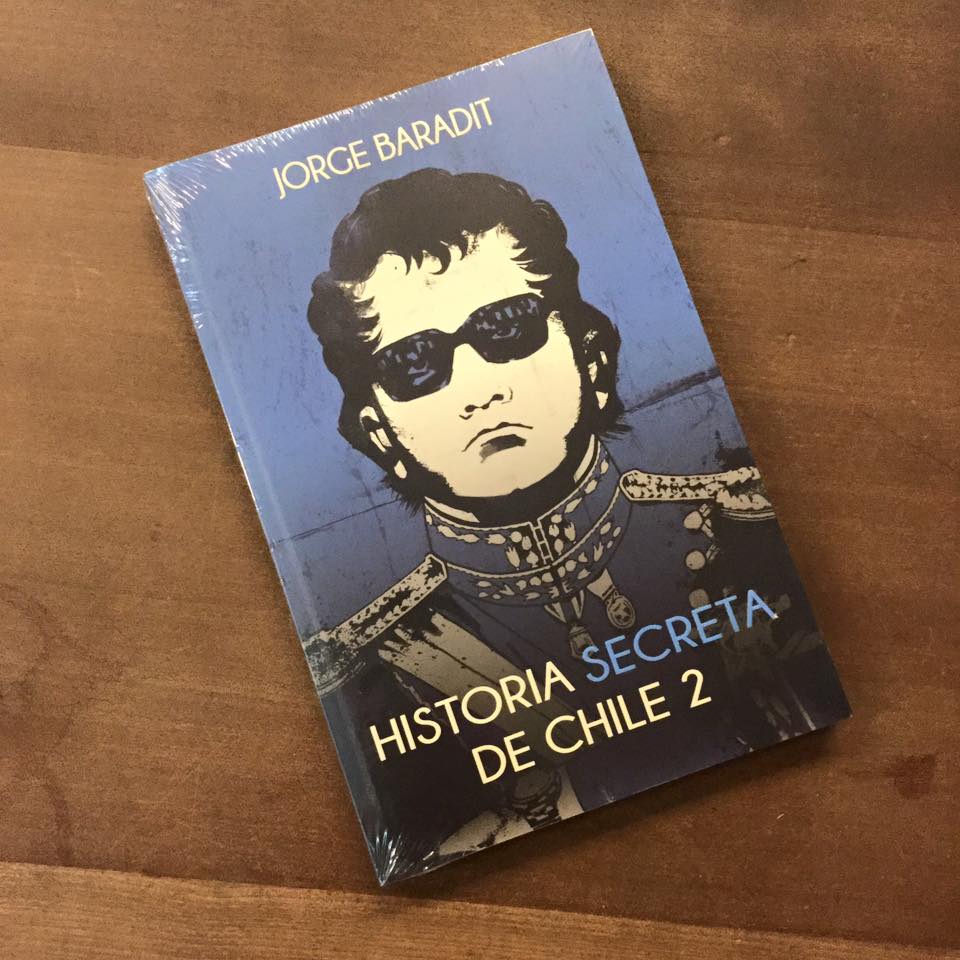 JORGE BARADIT
HISTORIA SECRETA
DE CHILE 2